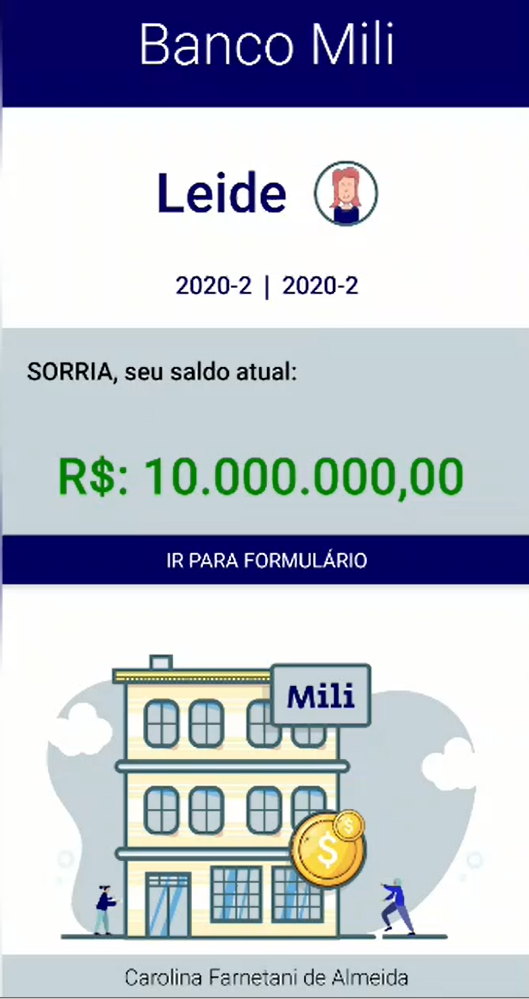 Banco Mili
Leide
2020-2 | 2020-2
SORRIA, seu saldo atual:
R$: 10.000.000,00
IR PARA FORMULÁRIO
Mili
$
$
Carolina Farnetani de Almeida